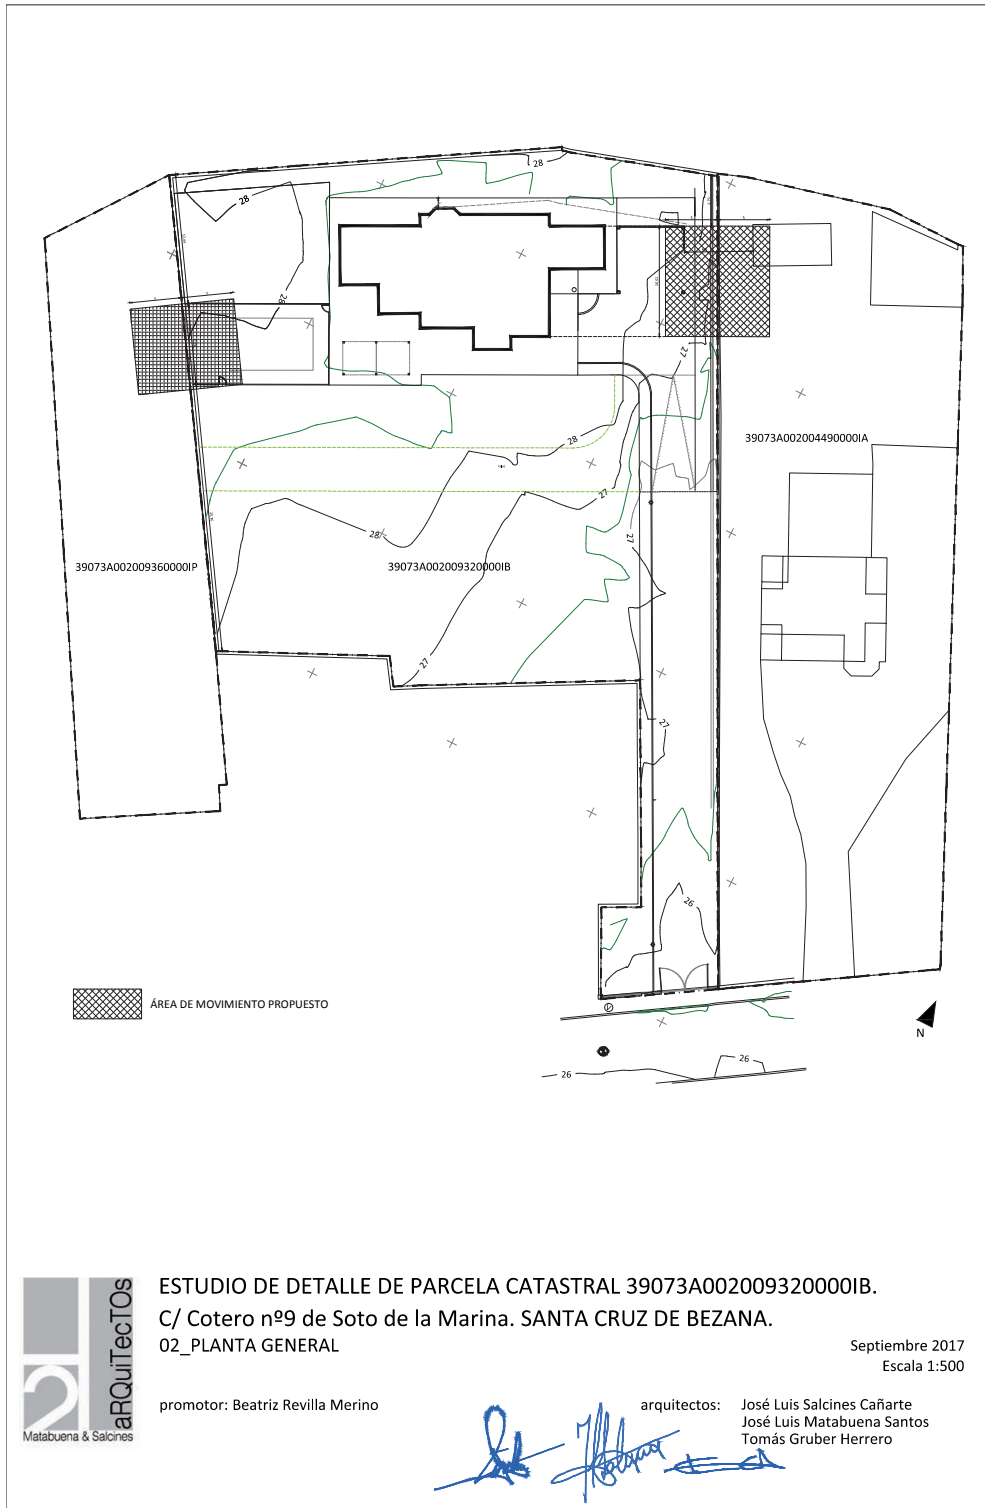 28
28
28
27
39073A002004490000IA
28
27
28
27
39073A002009360000IP
39073A002009320000IB
27
27
26
ÁREA DE MOVIMIENTO PROPUESTO
N
26
26
ESTUDIO DE DETALLE DE PARCELA CATASTRAL 39073A002009320000IB.
C/ Cotero nº9 de Soto de la Marina. SANTA CRUZ DE BEZANA.
02_PLANTA GENERAL
Septiembre 2017
Escala 1:500
aRQuiTecTOs
Matabuena & Salcines
promotor: Beatriz Revilla Merino
arquitectos:
José Luis Salcines Cañarte
José Luis Matabuena Santos
Tomás Gruber Herrero